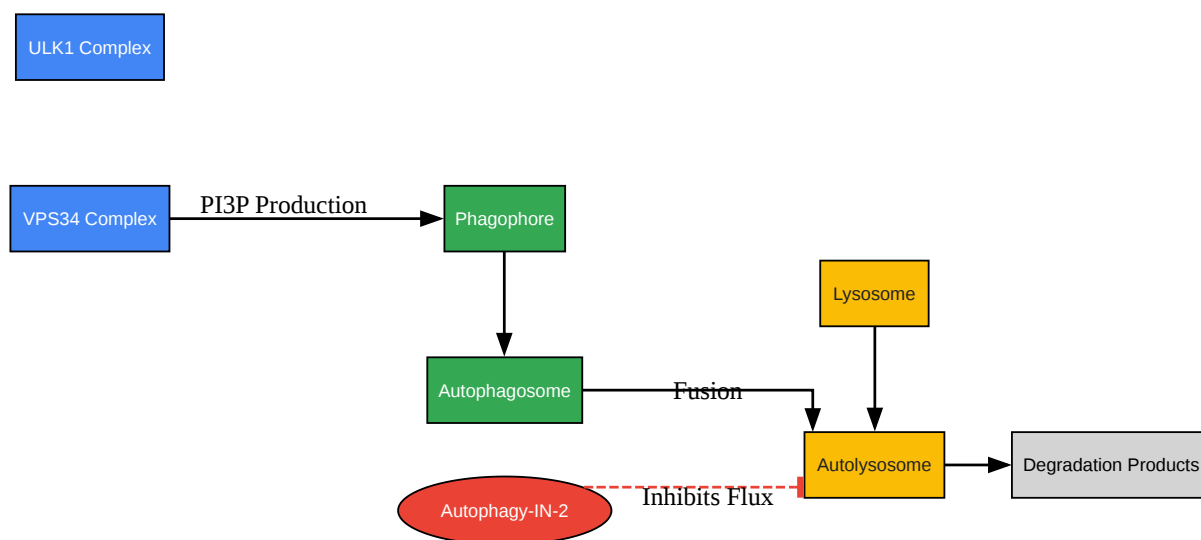 ULK1 Complex
VPS34 Complex
PI3P Production
Phagophore
Lysosome
Autophagosome
Fusion
Autolysosome
Degradation Products
Autophagy-IN-2
Inhibits Flux